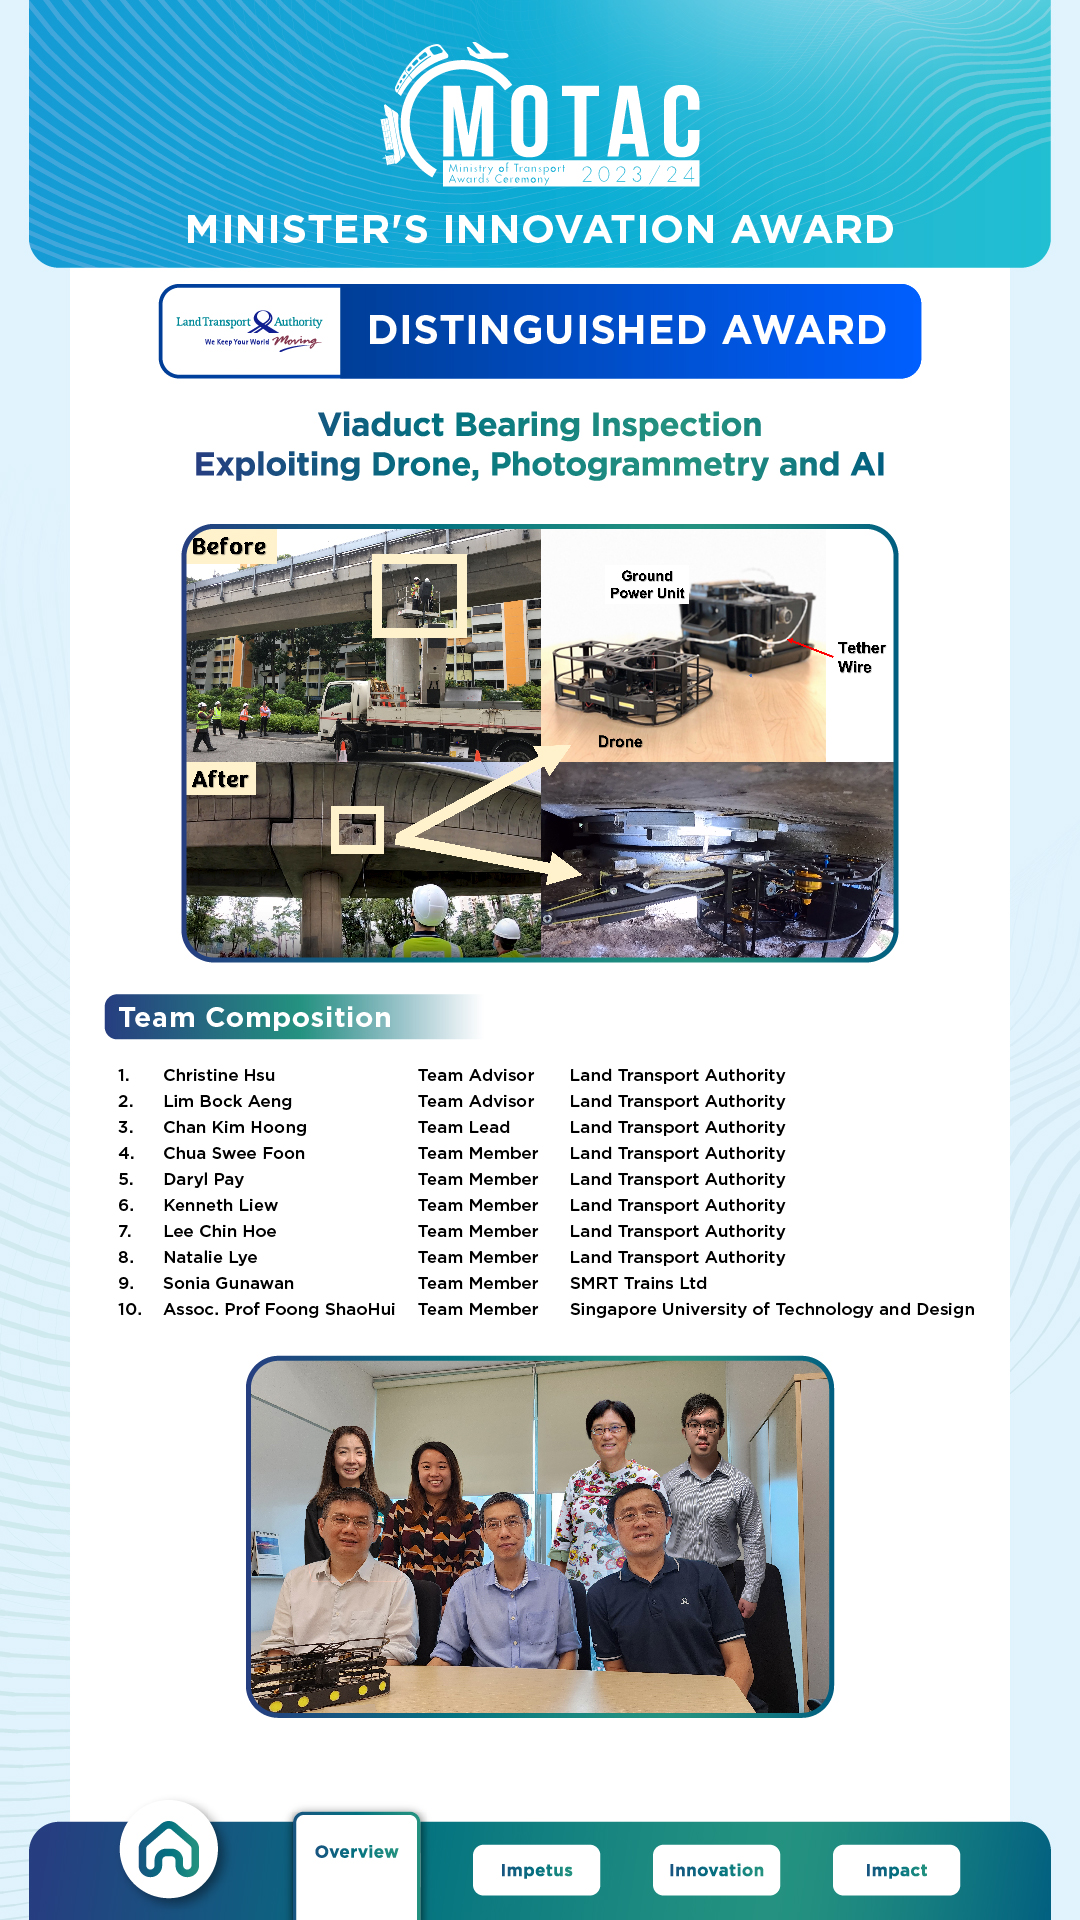 MOTAC
Ministry of Transport
Awards Ceremony 2023/24
MINISTER'S INNOVATION AWARD
Land Transport Authority
We Keep Your World Moving
DISTINGUISHED AWARD
Viaduct Bearing Inspection
Exploiting Drone, Photogrammetry and AI
Before
Ground
Power Unit
Tether
Wire
Drone
After
Team Composition
1. Christine Hsu Team Advisor Land Transport Authority
2. Lim Bock Aeng Team Advisor Land Transport Authority
3. Chan Kim Hoong Team Lead Land Transport Authority
4. Chua Swee Foon Team Member Land Transport Authority
5. Daryl Pay Team Member Land Transport Authority
6. Kenneth Liew Team Member Land Transport Authority
7. Lee Chin Hoe Team Member Land Transport Authority
8. Natalie Lye Team Member Land Transport Authority
9. Sonia Gunawan Team Member SMRT Trains Ltd
10. Assoc. Prof Foong ShaoHui Team Member Singapore University of Technology and Design
Overview
Impetus
Innovation
Impact